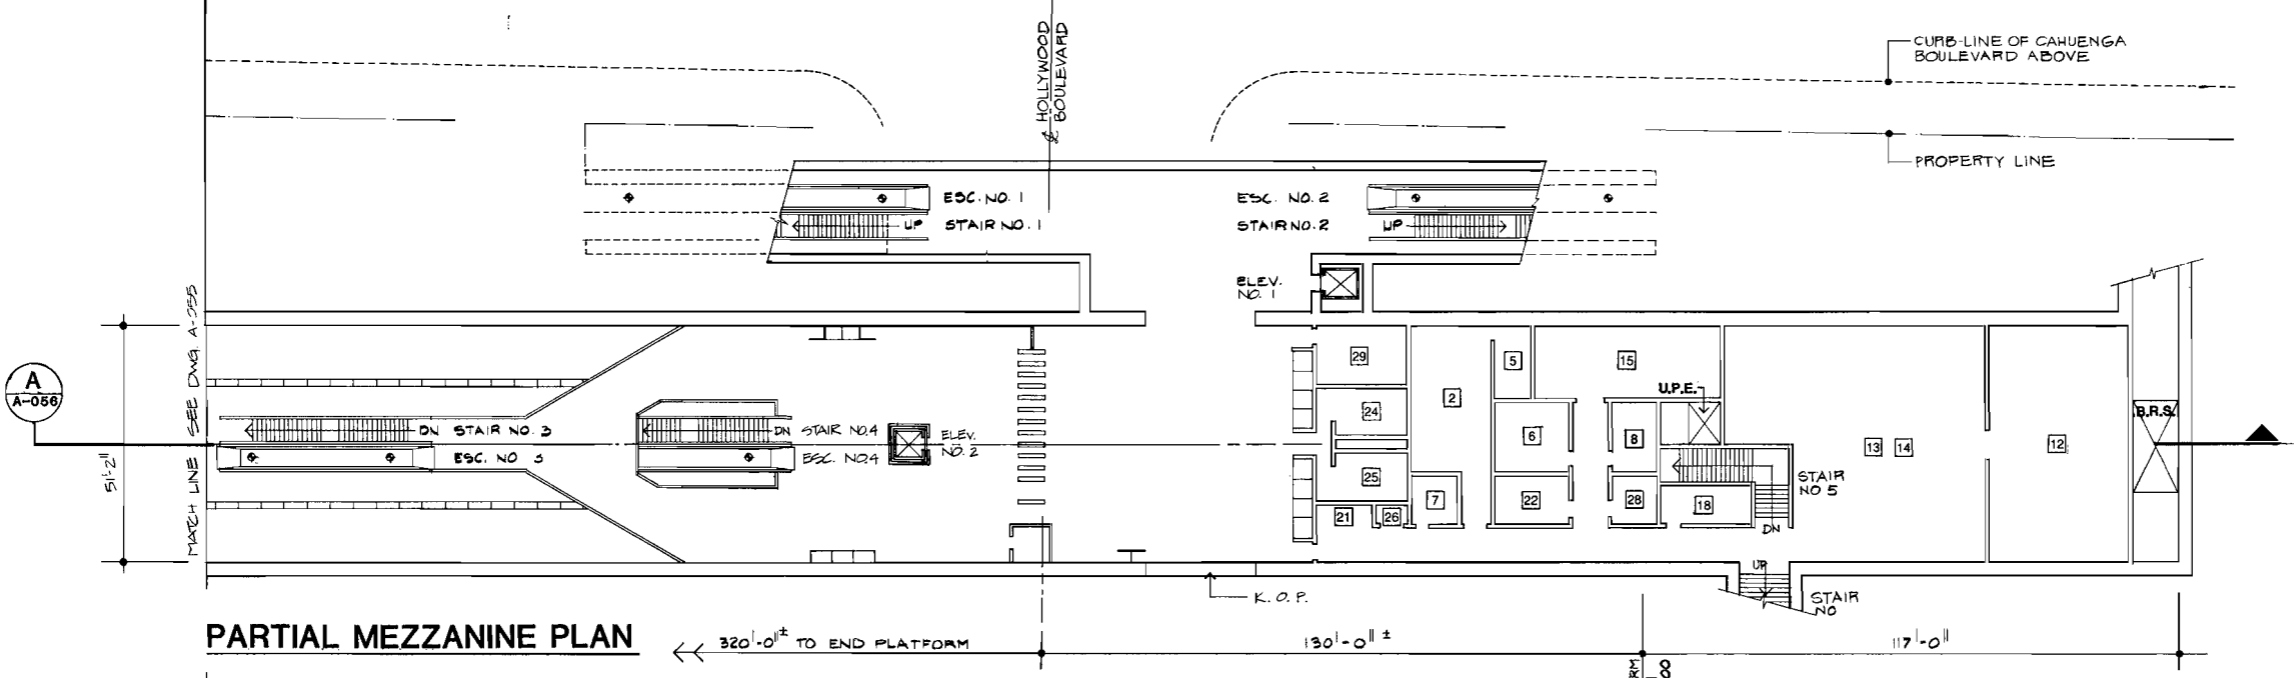 HOLLYWOOD
BOULEVARD
CURB-LINE OF CAHUENGA
BOULEVARD ABOVE
PROPERTY LINE
ESC. NO. 1
UP STAIR NO. 1
ESC. NO. 2
STAIR NO. 2 UP
ELEV.
NO. 1
MATCH LINE SEE DWG. A-055
A
A-056
51'-2"
DN STAIR NO. 3
ESC. NO 3
DN STAIR NO.4
ESC. NO.4
ELEV.
NO. 2
29
24
25
21
26
2
7
5
6
22
15
U.P.E.
8
28
18
STAIR
NO 5
DN
13 14
12
B.R.S.
UP
STAIR
NO
K.O.P.
PARTIAL MEZZANINE PLAN
320'-0"± TO END PLATFORM
130'-0"±
117'-0"